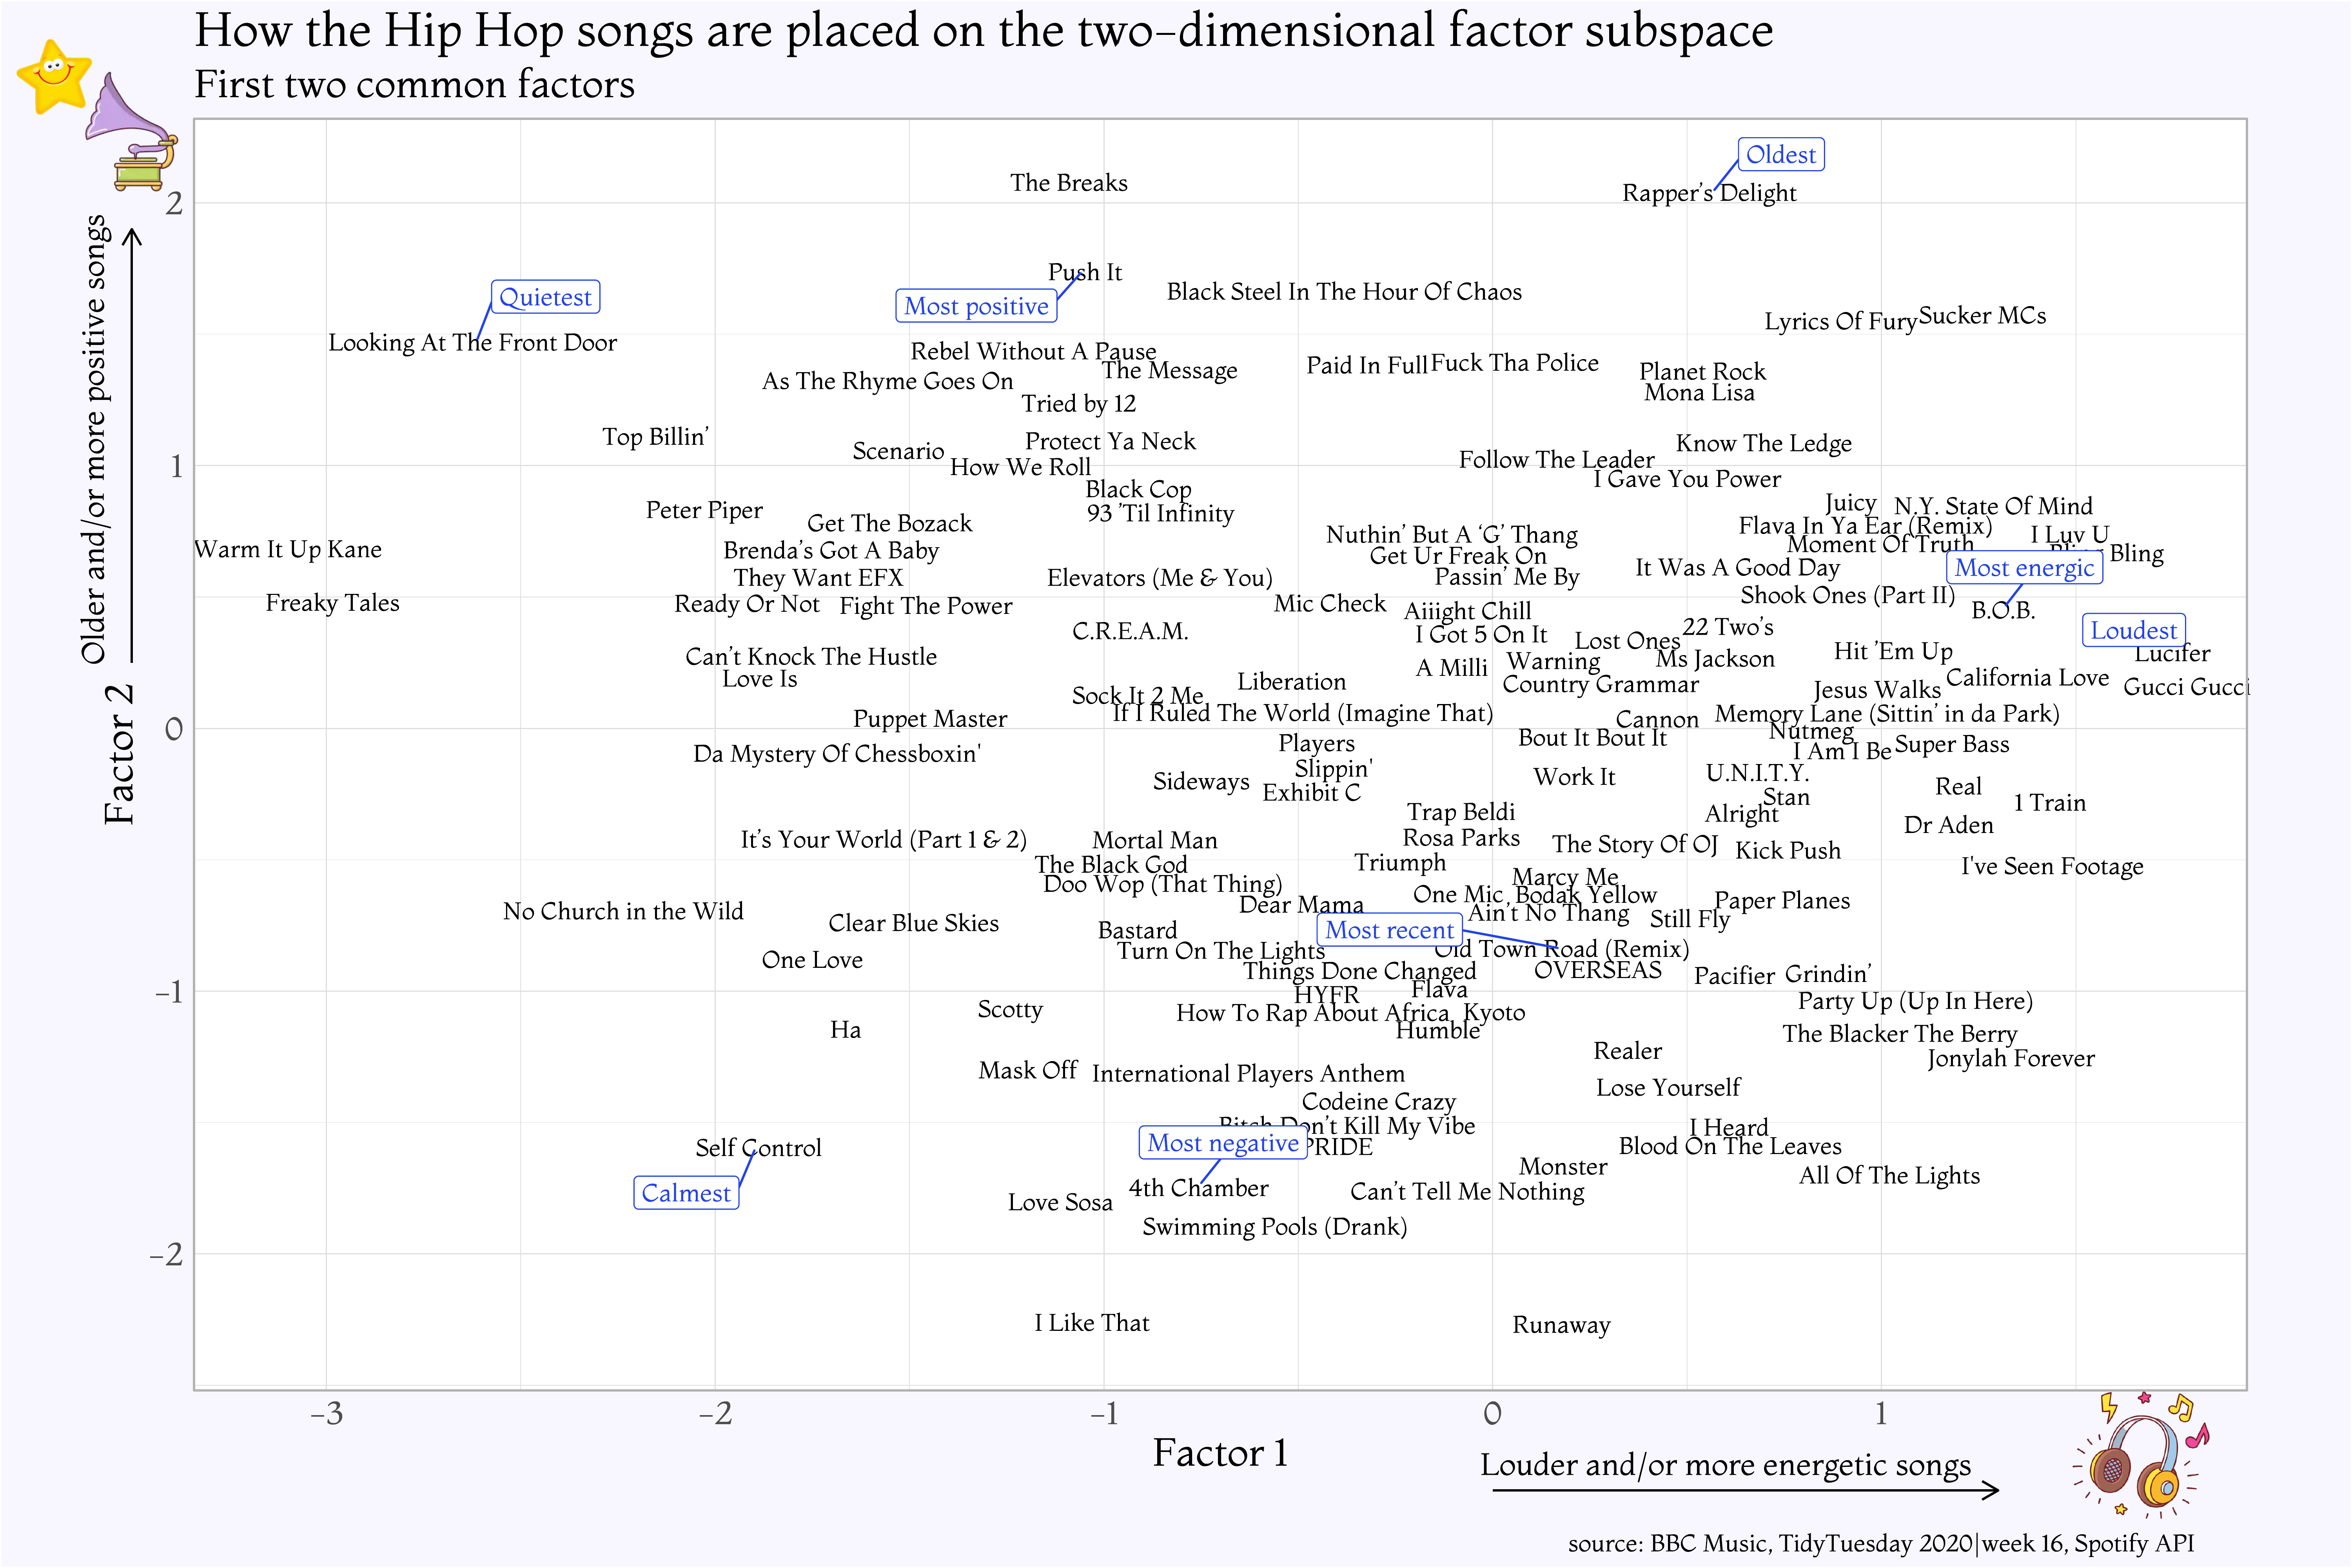 How the Hip Hop songs are placed on the two-dimensional factor subspace
First two common factors
Oldest
The Breaks
Rapper's Delight
2
Push It
Quietest
Most positive
Black Steel In The Hour Of Chaos
Lyrics Of Fury
Sucker MCs
Looking At The Front Door
Rebel Without A Pause
The Message
Paid In Full
Fuck Tha Police
Planet Rock
As The Rhyme Goes On
Mona Lisa
Tried by 12
Top Billin'
Scenario
Protect Ya Neck
Know The Ledge
How We Roll
Follow The Leader
1
I Gave You Power
Black Cop
Peter Piper
93 'Til Infinity
Juicy
N.Y. State Of Mind
Get The Bozack
Flava In Ya Ear (Remix)
Nuthin' But A 'G' Thang
I Luv U
Warm It Up Kane
Brenda's Got A Baby
Moment Of Truth
Get Ur Freak On
Bling
Most energic
It Was A Good Day
They Want EFX
Elevators (Me & You)
Passin' Me By
Shook Ones (Part II)
Freaky Tales
Ready Or Not
Fight The Power
Mic Check
Aiiight Chill
B.O.B.
C.R.E.A.M.
I Got 5 On It
22 Two's
Loudest
Lost Ones
Can't Knock The Hustle
Hit 'Em Up
Lucifer
A Milli
Warning
Ms Jackson
Love Is
Liberation
Country Grammar
California Love
Sock It 2 Me
Jesus Walks
Gucci Gucci
Puppet Master
If I Ruled The World (Imagine That)
Cannon
Memory Lane (Sittin' in da Park)
0
Players
Bout It Bout It
Nutmeg
Da Mystery Of Chessboxin'
I Am I Be
Super Bass
Slippin'
Sideways
Work It
U.N.I.T.Y.
Exhibit C
Stan
Real
Trap Beldi
Alright
1 Train
It's Your World (Part 1 & 2)
Mortal Man
Rosa Parks
The Story Of OJ
Dr Aden
The Black God
Triumph
Kick Push
I've Seen Footage
Doo Wop (That Thing)
Marcy Me
One Mic
Bodak Yellow
No Church in the Wild
Dear Mama
Ain't No Thang
Paper Planes
Clear Blue Skies
Bastard
Most recent
Still Fly
One Love
Turn On The Lights
Old Town Road (Remix)
Things Done Changed
OVERSEAS
Pacifier
Grindin'
-1
HYFR
Flava
Scotty
How To Rap About Africa
Kyoto
Party Up (Up In Here)
Ha
Humble
The Blacker The Berry
Mask Off
International Players Anthem
Realer
Jonylah Forever
Codeine Crazy
Lose Yourself
Bitch Don't Kill My Vibe
I Heard
Self Control
Most negative
PRIDE
Blood On The Leaves
Monster
All Of The Lights
Calmest
Love Sosa
4th Chamber
Can't Tell Me Nothing
Swimming Pools (Drank)
-2
I Like That
Runaway
-3
-2
-1
0
1
Factor 1
Louder and/or more energetic songs
Factor 2
Older and/or more positive songs
source: BBC Music, TidyTuesday 2020|week 16, Spotify API